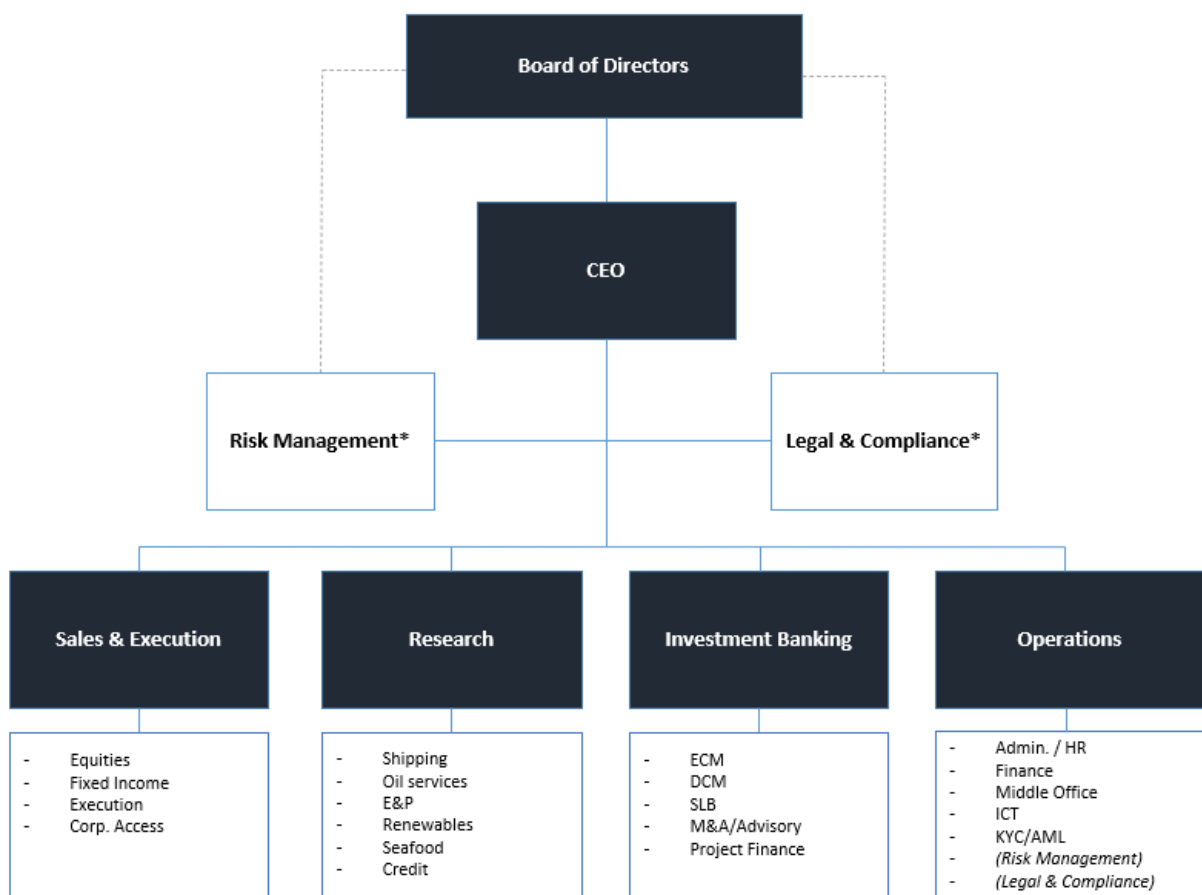 Board of Directors
CEO
Risk Management*
Legal & Compliance*
Sales & Execution
Research
Investment Banking
Operations
- Equities
- Fixed Income
- Execution
- Corp. Access
- Shipping
- Oil services
- E&P
- Renewables
- Seafood
- Credit
- ECM
- DCM
- SLB
- M&A/Advisory
- Project Finance
- Admin. / HR
- Finance
- Middle Office
- ICT
- KYC/AML
- (Risk Management)
- (Legal & Compliance)